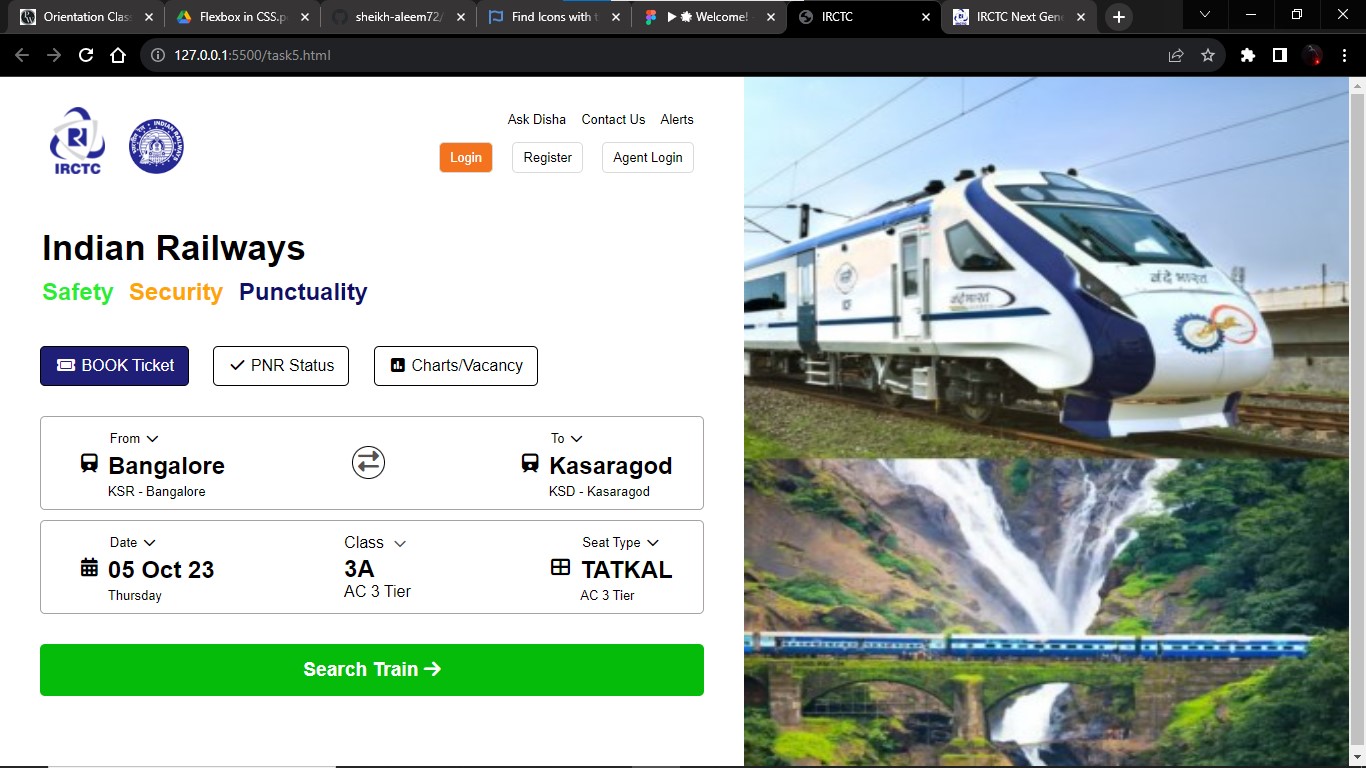 Orientation Clas
Flexbox in CSS.p
sheikh-aleem72/
Find Icons with t
Welcome!
IRCTC
IRCTC Next Gen
127.0.0.1:5500/task5.html
IRCTC
INDIAN RAILWAYS
Ask Disha Contact Us Alerts
Login Register Agent Login
Indian Railways
Safety Security Punctuality
BOOK Ticket PNR Status Charts/Vacancy
From To
Bangalore Kasaragod
KSR - Bangalore KSD - Kasaragod
Date Class Seat Type
05 Oct 23 3A TATKAL
Thursday AC 3 Tier AC 3 Tier
Search Train
वंदे भारत
वंदे भारत